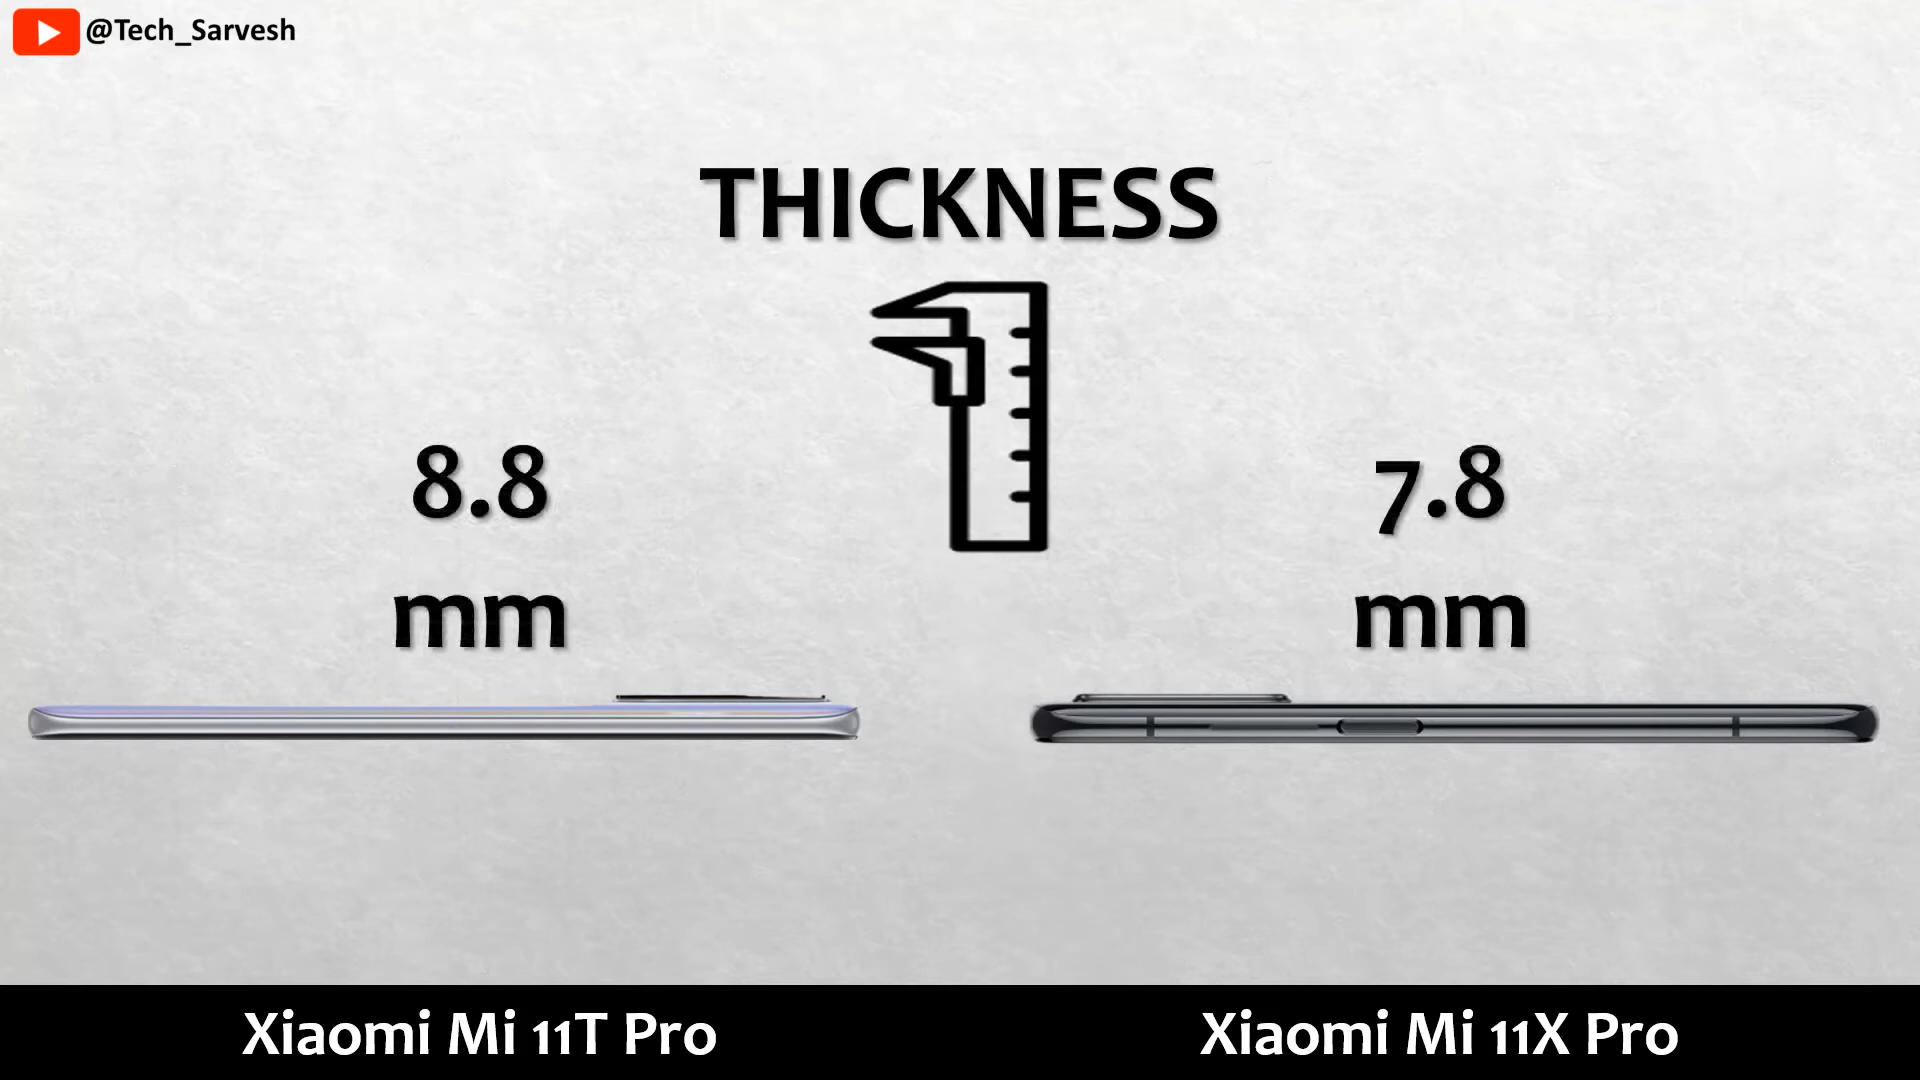 @Tech_Sarvesh
THICKNESS
8.8
mm
7.8
mm
Xiaomi Mi 11T Pro
Xiaomi Mi 11X Pro